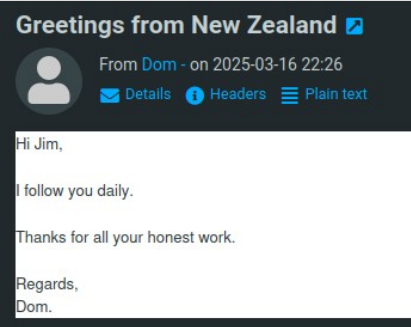 Greetings from New Zealand
From Dom - on 2025-03-16 22:26
Details Headers Plain text
Hi Jim,
I follow you daily.
Thanks for all your honest work.
Regards,
Dom.